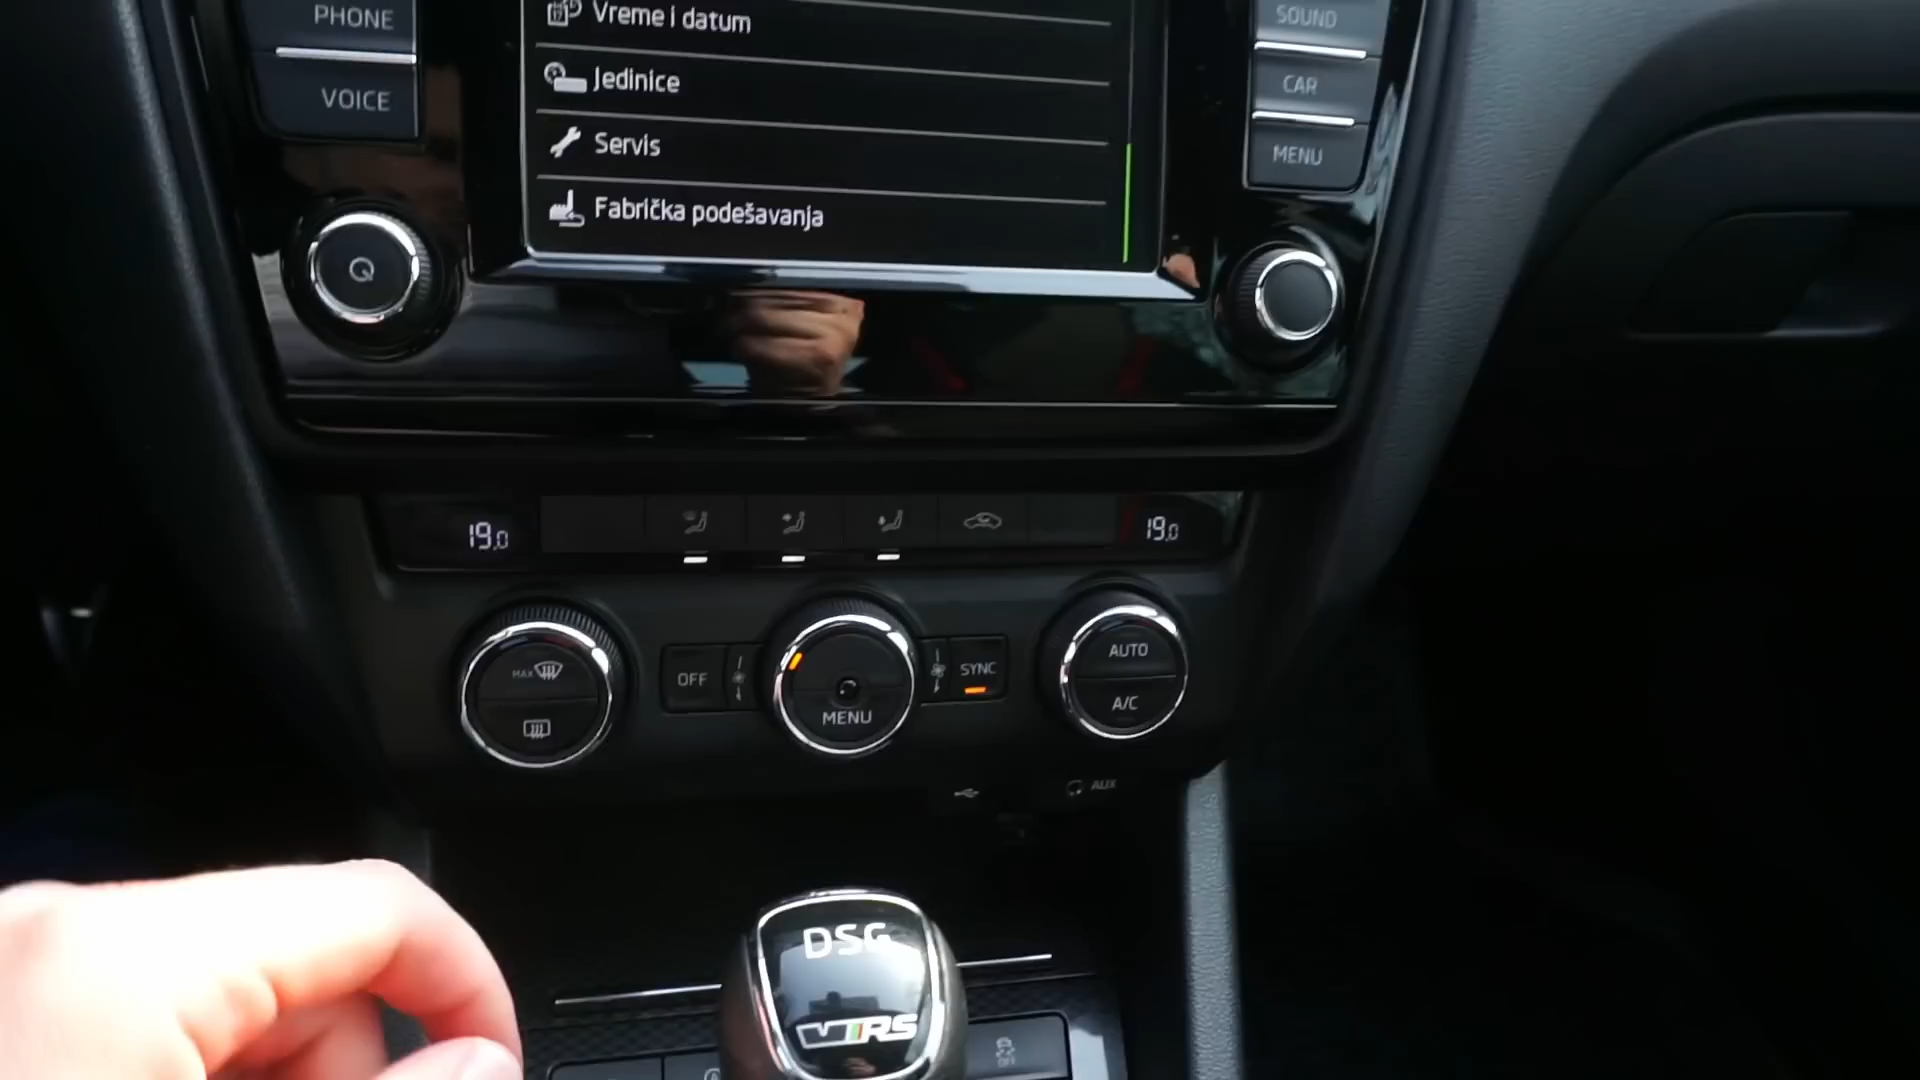 PHONE
VOICE
Vreme i datum
Jedinice
Servis
Fabrička podešavanja
SOUND
CAR
MENU
19,0
19,0
MAX
OFF
MENU
SYNC
AUTO
A/C
AUX
DSG
VRS